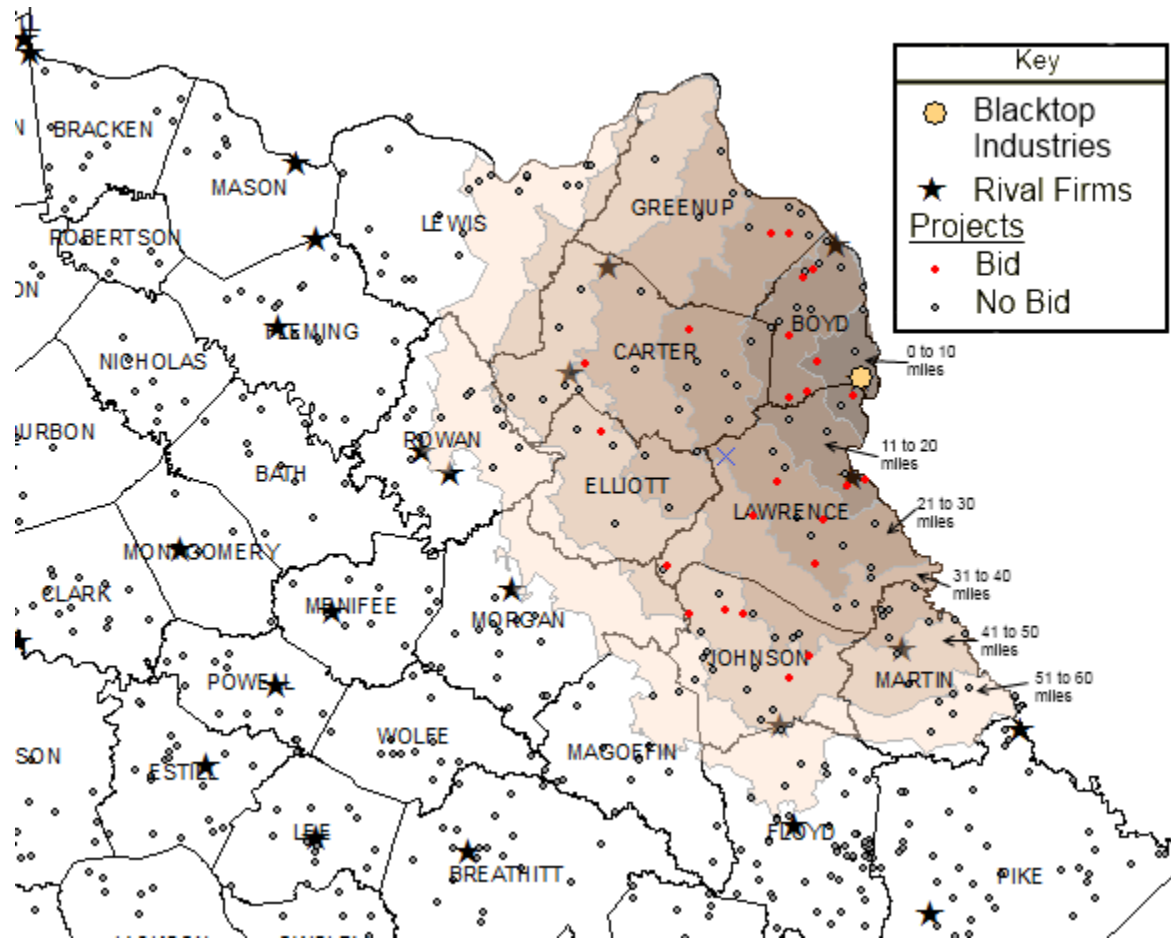 Key
Blacktop
Industries
Rival Firms
Projects
Bid
No Bid
BRACKEN
MASON
LEWIS
GREENUP
ROBERTSON
FLEMING
BOYD
0 to 10
miles
NICHOLAS
CARTER
URBON
ROWAN
11 to 20
miles
BATH
ELLIOTT
LAWRENCE
21 to 30
miles
MONTGOMERY
31 to 40
miles
CLARK
MENIFEE
MORGAN
41 to 50
miles
JOHNSON
MARTIN
51 to 60
miles
POWELL
WOLFE
MAGOFFIN
SON
ESTILL
LEE
FLOYD
BREATHITT
PIKE